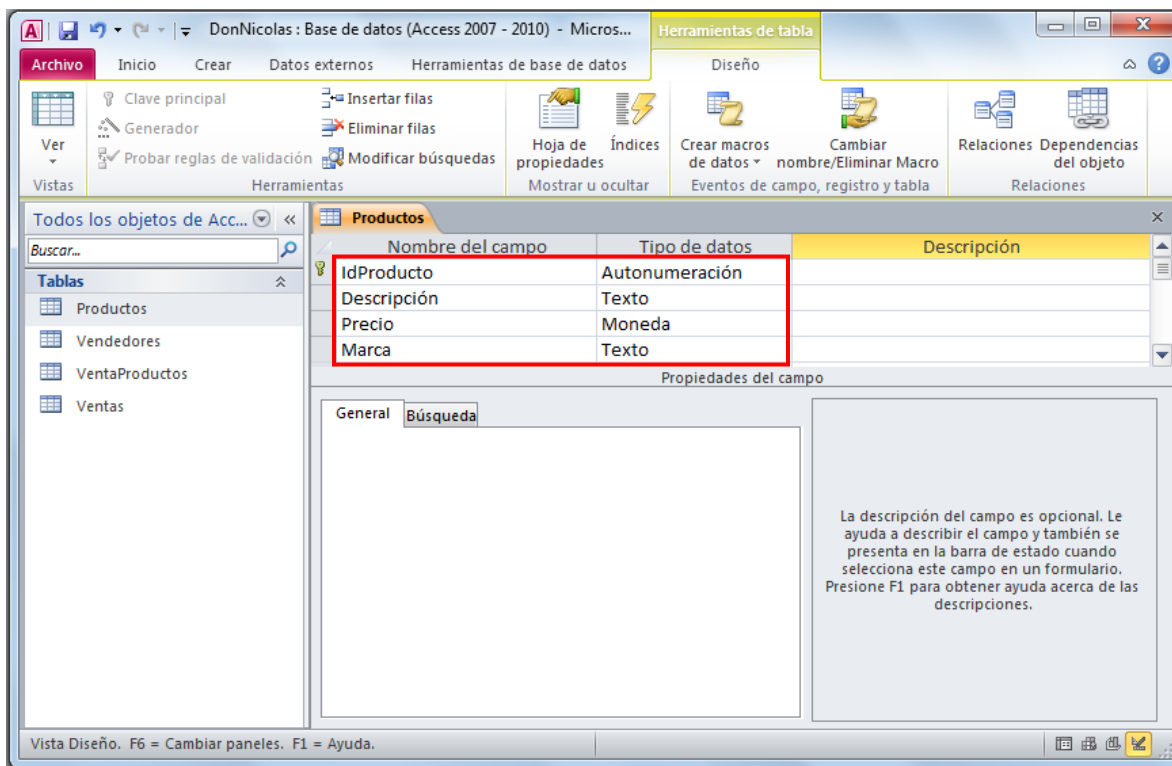 DonNicolas : Base de datos (Access 2007 - 2010) - Micros... Herramientas de tabla
Archivo Inicio Crear Datos externos Herramientas de base de datos Diseño
Ver
Vistas
Clave principal
Generador
Probar reglas de validación
Insertar filas
Eliminar filas
Modificar búsquedas
Herramientas
Hoja de
propiedades
Índices
Mostrar u ocultar
Crear macros
de datos
Cambiar
nombre/Eliminar Macro
Eventos de campo, registro y tabla
Relaciones
Dependencias
del objeto
Relaciones
Todos los objetos de Acc...
Buscar...
Tablas
Productos
Vendedores
VentaProductos
Ventas
Productos
Nombre del campo Tipo de datos Descripción
IdProducto Autonumeración
Descripción Texto
Precio Moneda
Marca Texto
Propiedades del campo
General Búsqueda
La descripción del campo es opcional. Le
ayuda a describir el campo y también se
presenta en la barra de estado cuando
selecciona este campo en un formulario.
Presione F1 para obtener ayuda acerca de las
descripciones.
Vista Diseño. F6 = Cambiar paneles. F1 = Ayuda.